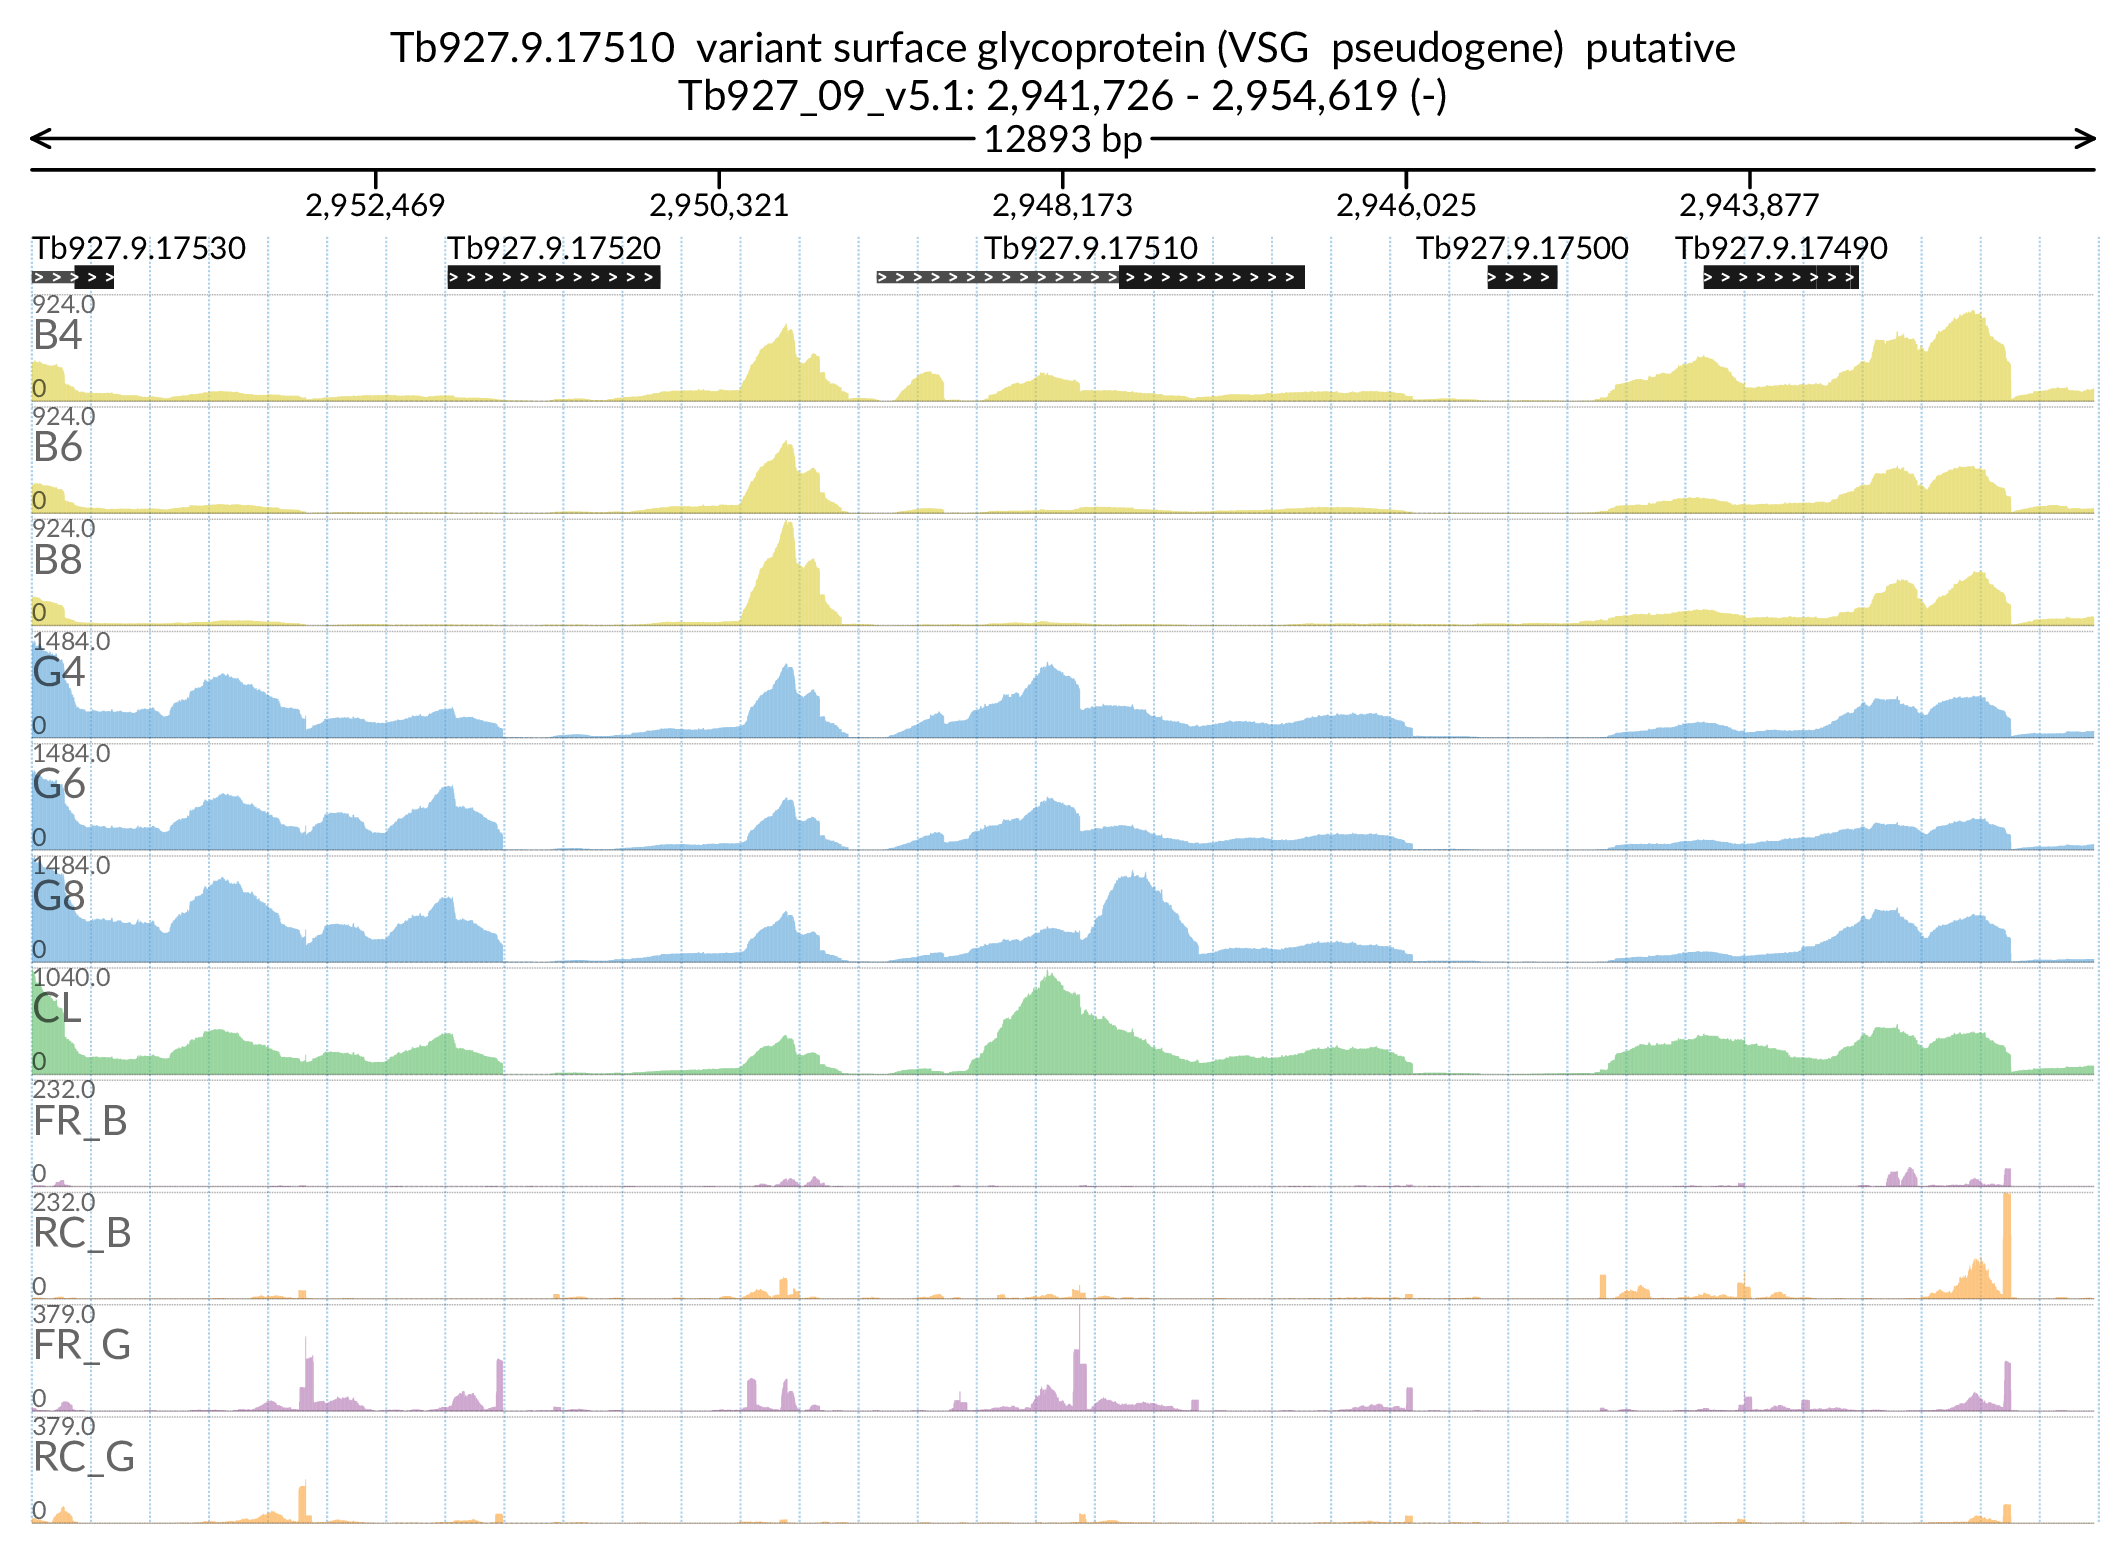 Tb927.9.17510 variant surface glycoprotein (VSG pseudogene) putative
Tb927_09_v5.1: 2,941,726 - 2,954,619 (-)
12893 bp
2,952,469 2,950,321 2,948,173 2,946,025 2,943,877
Tb927.9.17530 Tb927.9.17520 Tb927.9.17510 Tb927.9.17500 Tb927.9.17490
924.0
B4
0
924.0
B6
0
924.0
B8
0
1484.0
G4
0
1484.0
G6
0
1484.0
G8
0
1040.0
CL
0
232.0
FR_B
0
232.0
RC_B
0
379.0
FR_G
0
379.0
RC_G
0